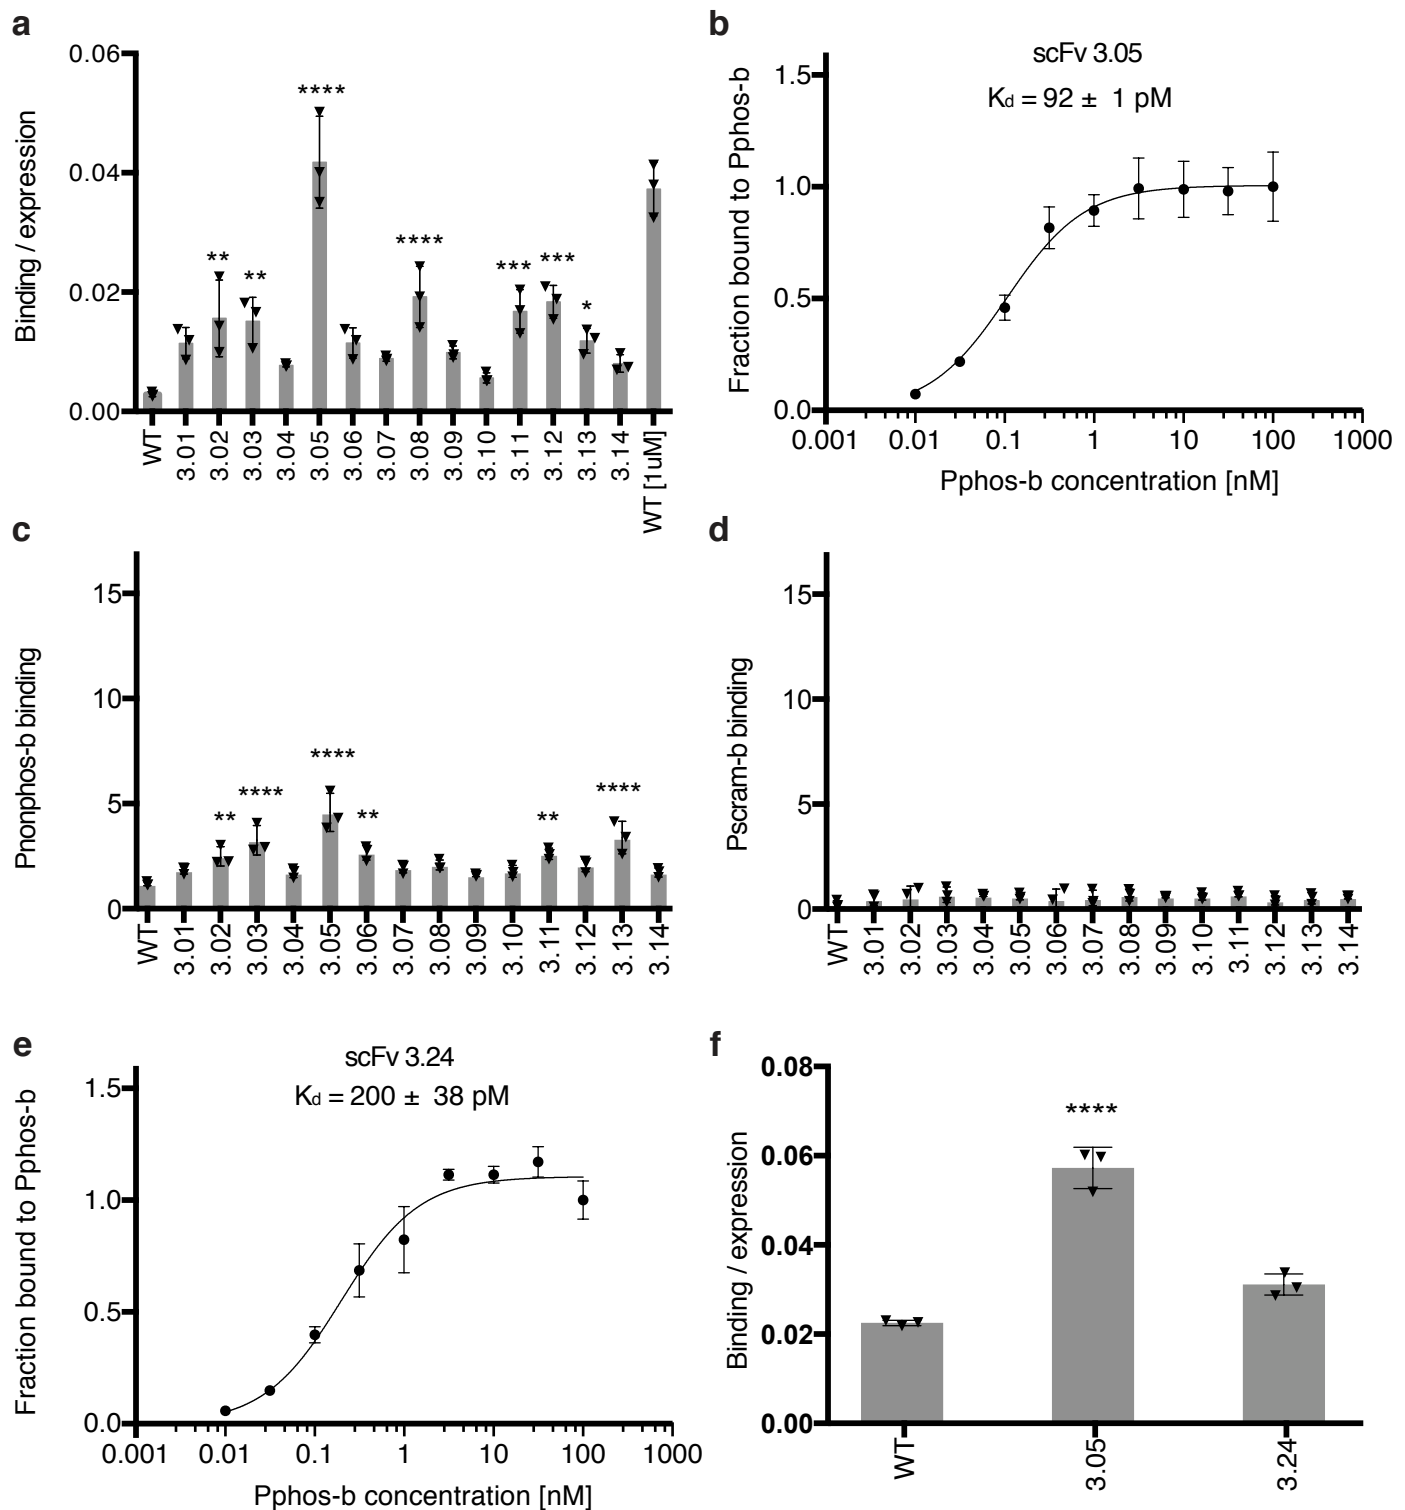 a
Binding / expression
0.06
0.04
0.02
0.00
**** 
** ** **** *** *** *
WT 3.01 3.02 3.03 3.04 3.05 3.06 3.07 3.08 3.09 3.10 3.11 3.12 3.13 3.14 WT [1uM]
b
scFv 3.05
Kd = 92 ± 1 pM
Fraction bound to Pphos-b
1.5
1.0
0.5
0.0
0.001 0.01 0.1 1 10 100 1000
Pphos-b concentration [nM]
c
Pnonphos-b binding
15
10
5
0
** **** **** ** ** ****
WT 3.01 3.02 3.03 3.04 3.05 3.06 3.07 3.08 3.09 3.10 3.11 3.12 3.13 3.14
d
Pscram-b binding
15
10
5
0
WT 3.01 3.02 3.03 3.04 3.05 3.06 3.07 3.08 3.09 3.10 3.11 3.12 3.13 3.14
e
scFv 3.24
Kd = 200 ± 38 pM
Fraction bound to Pphos-b
1.5
1.0
0.5
0.0
0.001 0.01 0.1 1 10 100 1000
Pphos-b concentration [nM]
f
Binding / expression
0.08
0.06
0.04
0.02
0.00
****
WT 3.05 3.24